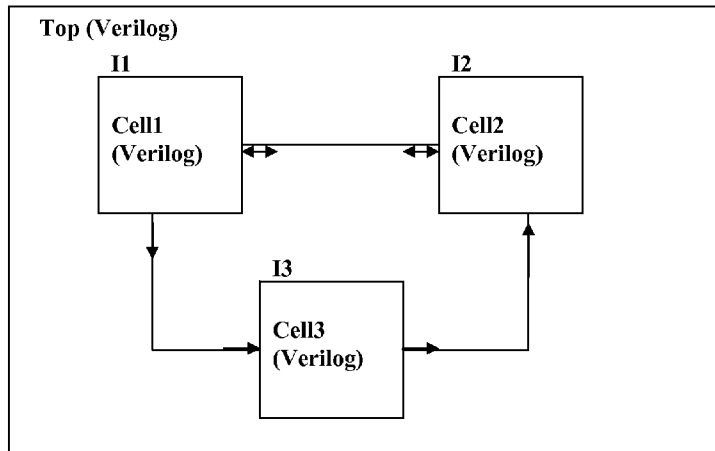 Top (Verilog)
I1
I2
Cell1
(Verilog)
Cell2
(Verilog)
I3
Cell3
(Verilog)